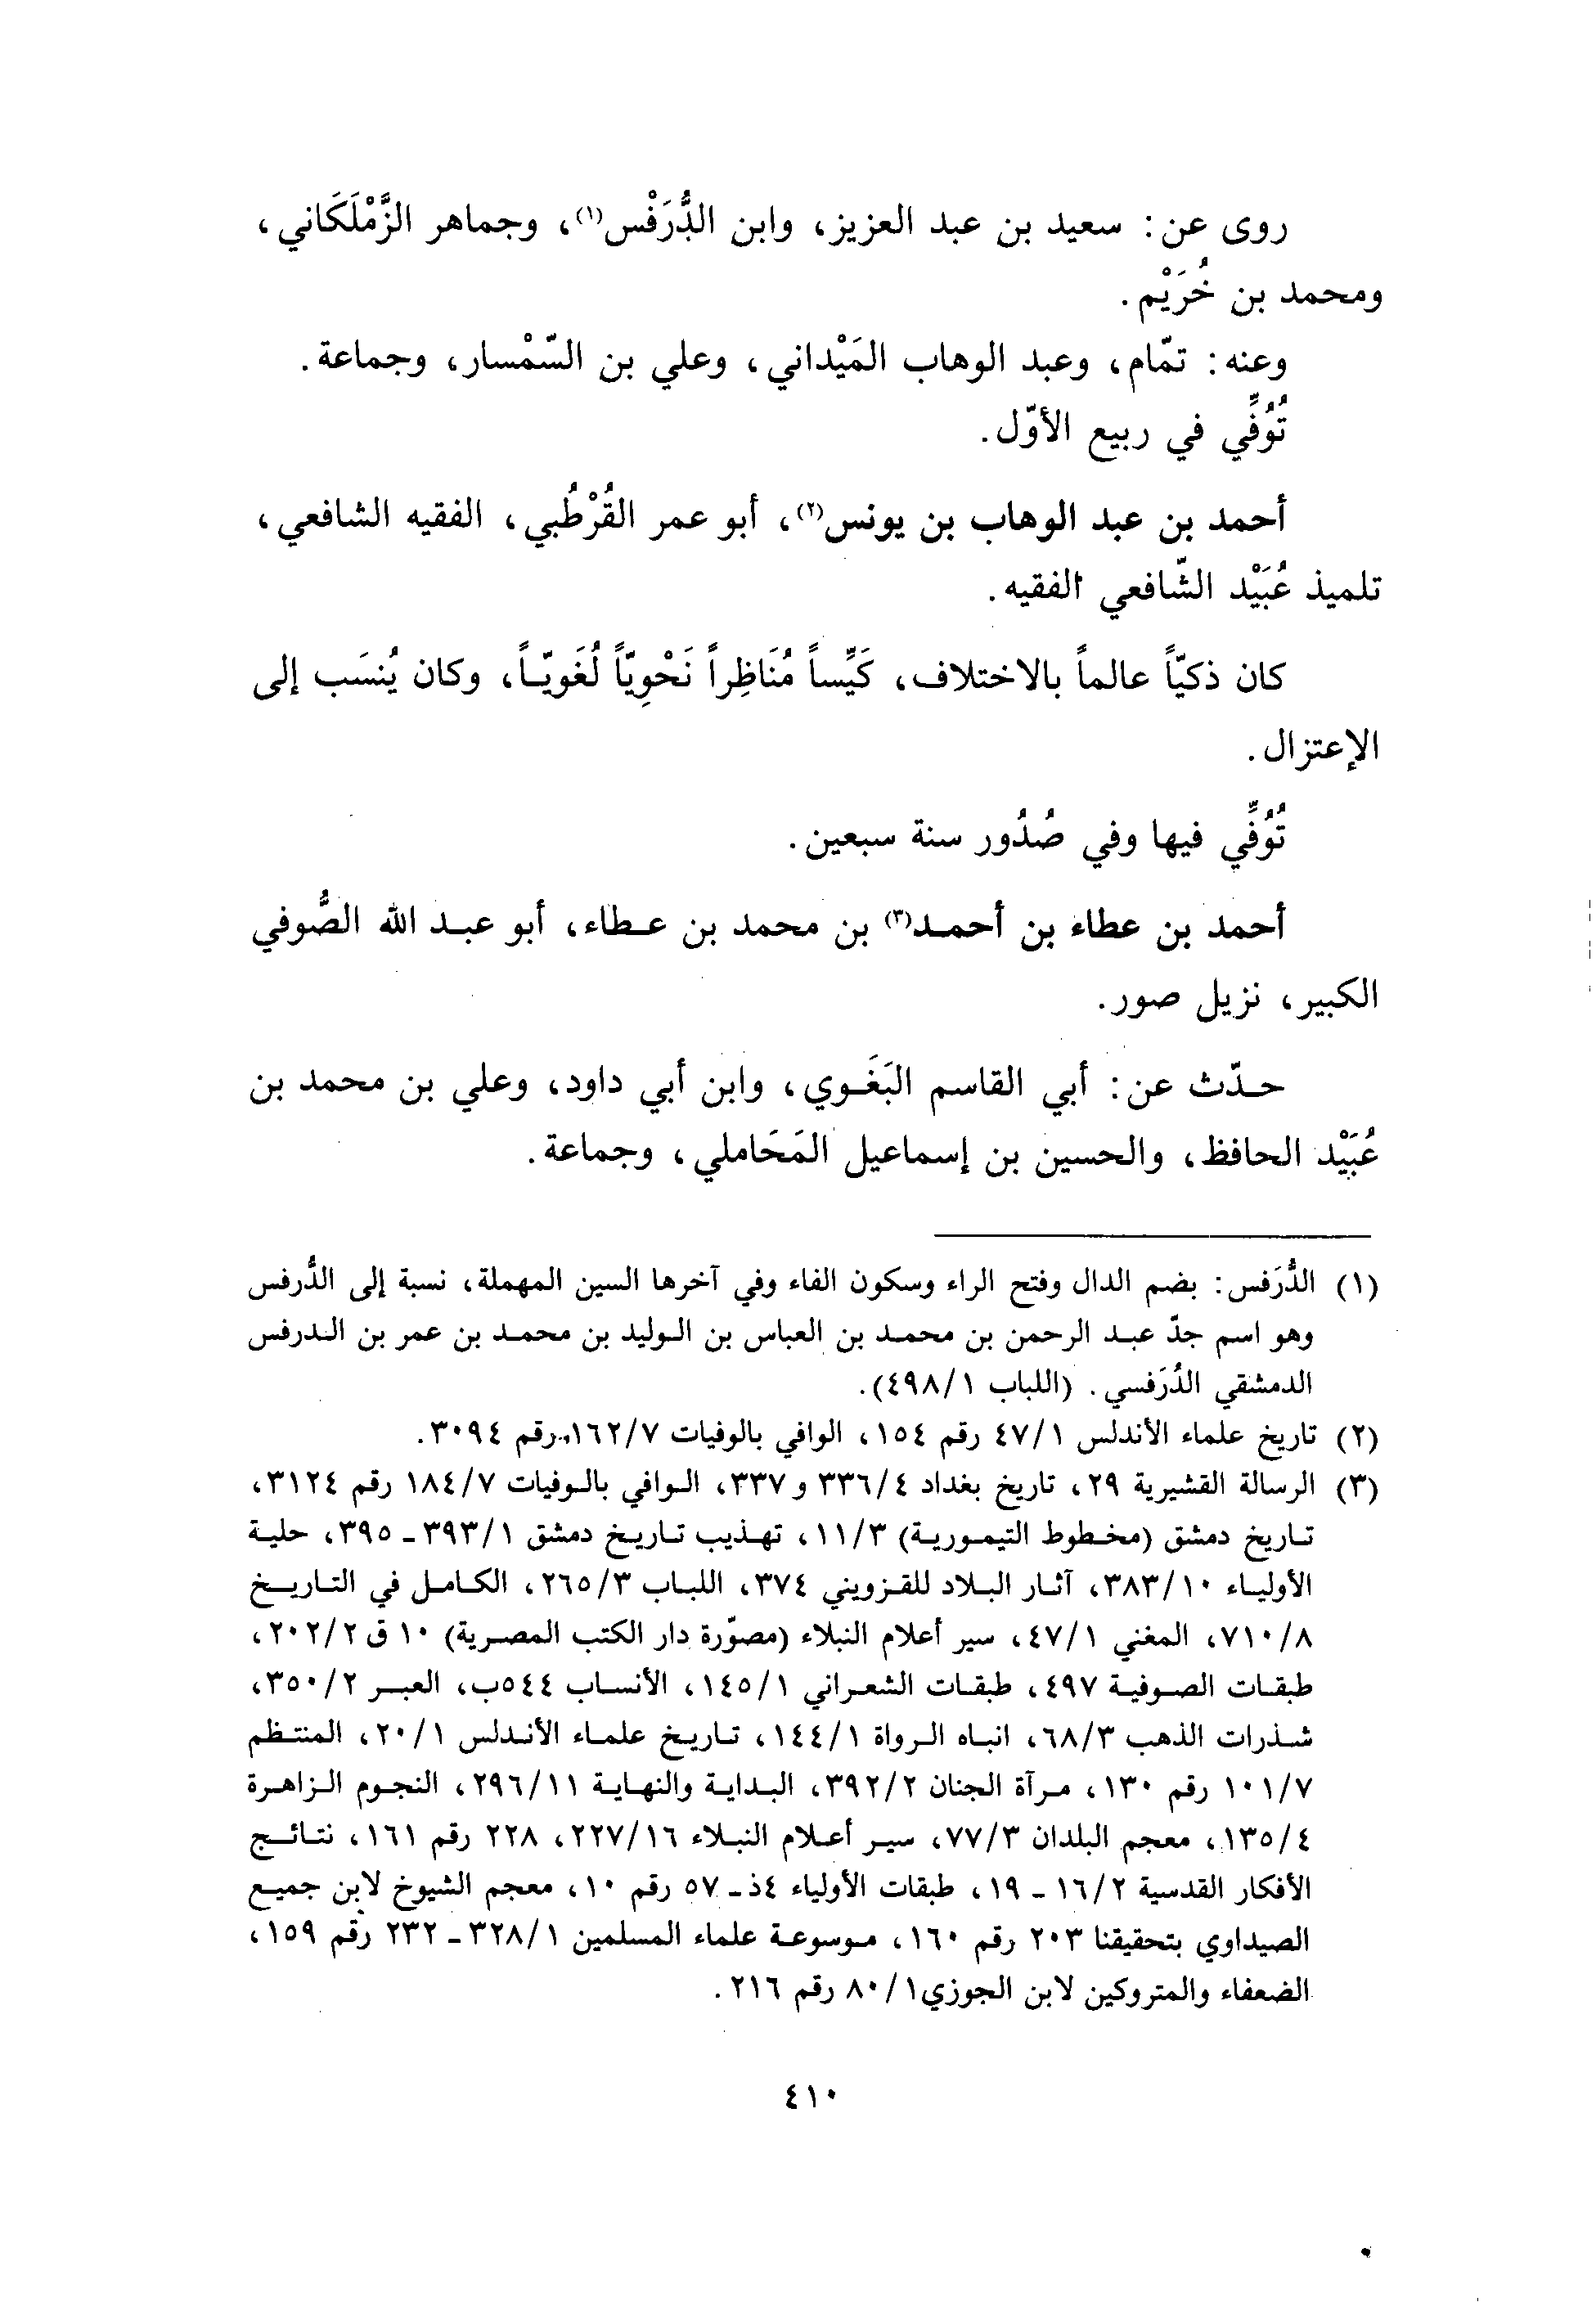 روى عن: سعيد بن عبد العزيز، وابن الدُّرَفْس(١)، وجماهر الزَّمْلَكَاني،
ومحمد بن خُرَيْم.
وعنه: تمّام، وعبد الوهاب المَيْداني، وعلي بن السّمْسار، وجماعة.
تُوُفِّي في ربيع الأوّل.
أحمد بن عبد الوهاب بن يونس(٢)، أبو عمر القُرْطُبي، الفقيه الشافعي،
تلميذ عُبَيْد الشّافعي الفقيه.
كان ذكيّاً عالماً بالاختلاف، كَيِّساً مُنَاظِراً نَحْوِيّاً لُغَويّاً، وكان يُنسَب إلى
الإعتزال.
تُوُفِّي فيها وفي صُدُور سنة سبعين.
أحمد بن عطاء بن أحمد(٣) بن محمد بن عطاء، أبو عبد الله الصُّوفي
الكبير، نزيل صور.
حدّث عن: أبي القاسم البَغَوي، وابن أبي داود، وعلي بن محمد بن
عُبَيْد الحافظ، والحسين بن إسماعيل المَحَاملي، وجماعة.
(١) الدُّرَفس: بضم الدال وفتح الراء وسكون الفاء وفي آخرها السين المهملة، نسبة إلى الدُّرفس
وهو اسم جدّ عبد الرحمن بن محمد بن العباس بن الوليد بن محمد بن عمر بن الدرفس
الدمشقي الدُرَفسي. (اللباب ٤٩٨/١).
(٢) تاريخ علماء الأندلس ٤٧/١ رقم ١٥٤، الوافي بالوفيات ١٦٢/٧، رقم ٣٠٩٤.
(٣) الرسالة القشيرية ٢٩، تاريخ بغداد ٣٣٦/٤ و ٣٣٧، الوافي بالوفيات ١٨٤/٧ رقم ٣١٢٤،
تاريخ دمشق (مخطوط التيمورية) ١١/٣، تهذيب تاريخ دمشق ٣٩٣/١ ـ ٣٩٥، حلية
الأولياء ٣٨٣/١٠، آثار البلاد للقزويني ٣٧٤، اللباب ٢٦٥/٣، الكامل في التاريخ
٧١٠/٨، المغني ٤٧/١، سير أعلام النبلاء (مصوّرة دار الكتب المصرية) ١٠ ق ٢٠٢/٢،
طبقات الصوفية ٤٩٧، طبقات الشعراني ١٤٥/١، الأنساب ٥٤٤ب، العبر ٣٥٠/٢،
شذرات الذهب ٦٨/٣، انباه الرواة ١٤٤/١، تاريخ علماء الأندلس ٢٠/١، المنتظم
١٠١/٧ رقم ١٣٠، مرآة الجنان ٣٩٢/٢، البداية والنهاية ٢٩٦/١١، النجوم الزاهرة
١٣٥/٤، معجم البلدان ٧٧/٣، سير أعلام النبلاء ٢٢٧/١٦، ٢٢٨ رقم ١٦١، نتائج
الأفكار القدسية ١٦/٢ ـ ١٩، طبقات الأولياء ٤ذ ـ ٥٧ رقم ١٠، معجم الشيوخ لابن جميع
الصيداوي بتحقيقنا ٢٠٣ رقم ١٦٠، موسوعة علماء المسلمين ٣٢٨/١ ـ ٢٣٢ رقم ١٥٩،
الضعفاء والمتروكين لابن الجوزي ٨٠/١ رقم ٢١٦.
٤١٠